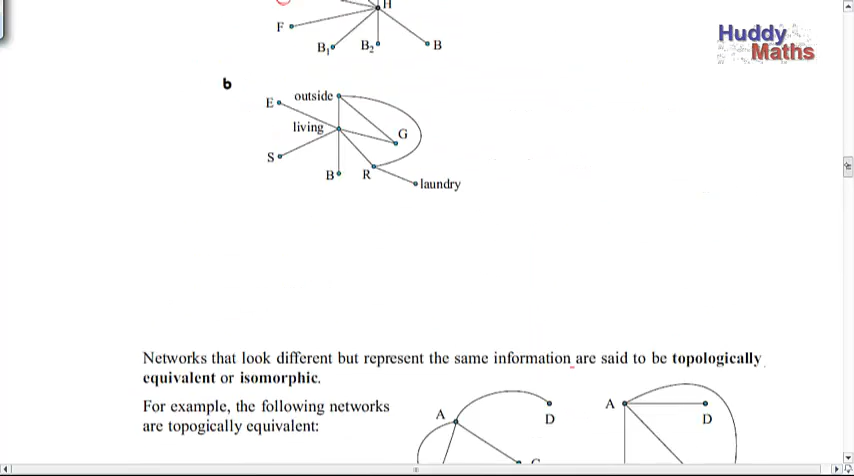 H
F
B₁ B₂ B
Huddy
Maths
b
E outside
living G
S
B R
laundry
Networks that look different but represent the same information are said to be topologically
equivalent or isomorphic.
For example, the following networks
are topogically equivalent:
A D
A D